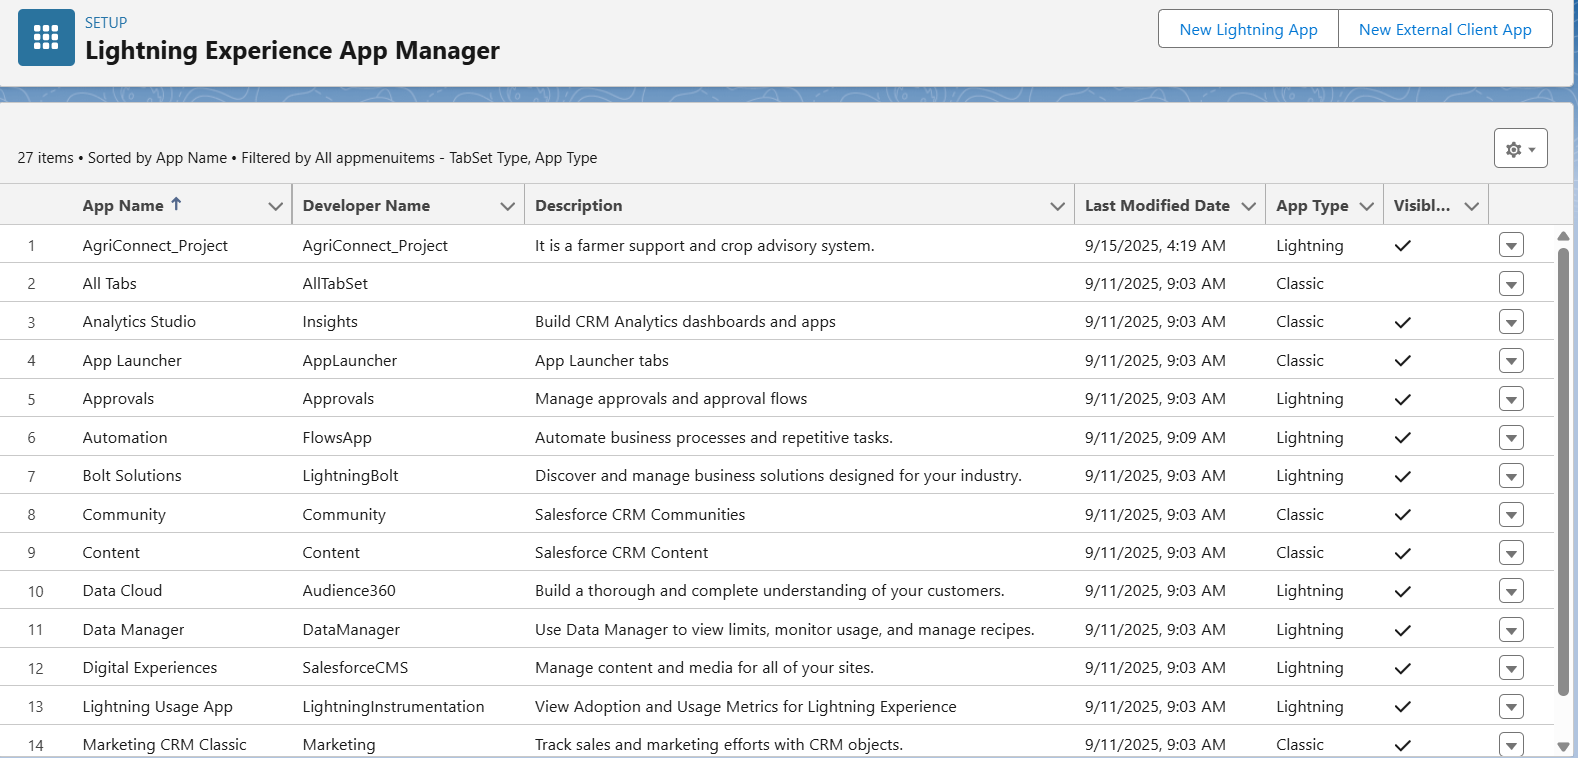 SETUP
Lightning Experience App Manager
New Lightning App New External Client App
27 items • Sorted by App Name • Filtered by All appmenuitems - TabSet Type, App Type
App Name Developer Name Description Last Modified Date App Type Visibl...
1 AgriConnect_Project AgriConnect_Project It is a farmer support and crop advisory system. 9/15/2025, 4:19 AM Lightning
2 All Tabs AllTabSet 9/11/2025, 9:03 AM Classic
3 Analytics Studio Insights Build CRM Analytics dashboards and apps 9/11/2025, 9:03 AM Classic
4 App Launcher AppLauncher App Launcher tabs 9/11/2025, 9:03 AM Classic
5 Approvals Approvals Manage approvals and approval flows 9/11/2025, 9:03 AM Lightning
6 Automation FlowsApp Automate business processes and repetitive tasks. 9/11/2025, 9:09 AM Lightning
7 Bolt Solutions LightningBolt Discover and manage business solutions designed for your industry. 9/11/2025, 9:03 AM Lightning
8 Community Community Salesforce CRM Communities 9/11/2025, 9:03 AM Classic
9 Content Content Salesforce CRM Content 9/11/2025, 9:03 AM Classic
10 Data Cloud Audience360 Build a thorough and complete understanding of your customers. 9/11/2025, 9:03 AM Lightning
11 Data Manager DataManager Use Data Manager to view limits, monitor usage, and manage recipes. 9/11/2025, 9:03 AM Lightning
12 Digital Experiences SalesforceCMS Manage content and media for all of your sites. 9/11/2025, 9:03 AM Lightning
13 Lightning Usage App LightningInstrumentation View Adoption and Usage Metrics for Lightning Experience 9/11/2025, 9:03 AM Lightning
14 Marketing CRM Classic Marketing Track sales and marketing efforts with CRM objects. 9/11/2025, 9:03 AM Classic